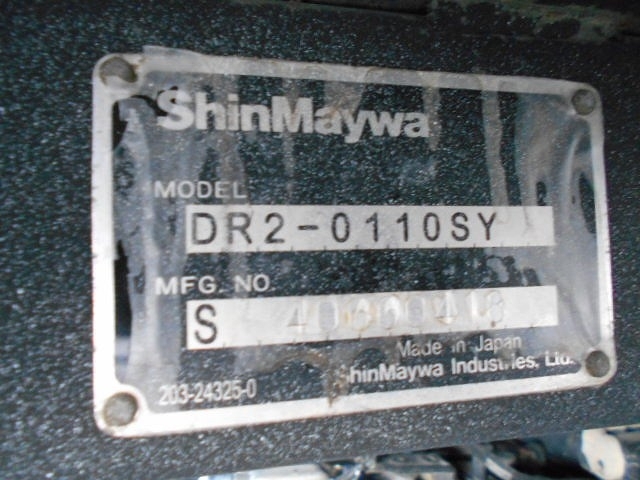 ShinMaywa
MODEL
DR2-0110SY
MFG. NO
S
Made in Japan
203-24325-0
ShinMaywa Industries, Ltd.